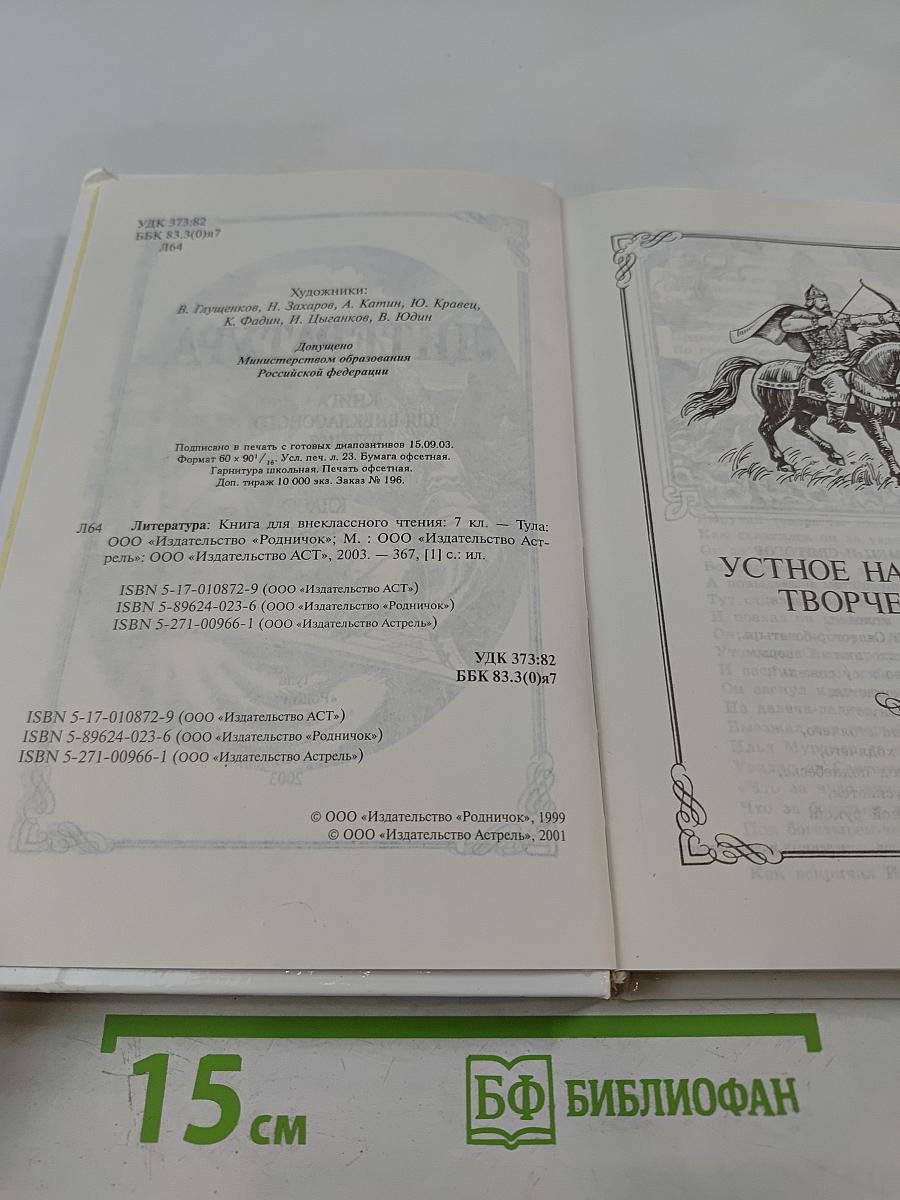 УДК 373:82
ББК 83.3(0)я7
Л64
Художники:
В. Глущенков, Н. Захаров, А. Катин, Ю. Кравец,
К. Фадин, И. Цыганков, В. Юдин
Допущено
Министерством образования
Российской федерации
Подписано в печать с готовых диапозитивов 15.09.03.
Формат 60 х 90¹/₁₆. Усл. печ. л. 23. Бумага офсетная.
Гарнитура школьная. Печать офсетная.
Доп. тираж 10 000 экз. Заказ № 196.
Л64 Литература: Книга для внеклассного чтения: 7 кл. — Тула:
ООО «Издательство «Родничок»; М. : ООО «Издательство Аст-
рель»: ООО «Издательство АСТ», 2003. — 367, [1] с.: ил.
ISBN 5-17-010872-9 (ООО «Издательство АСТ»)
ISBN 5-89624-023-6 (ООО «Издательство «Родничок»)
ISBN 5-271-00966-1 (ООО «Издательство Астрель»)
УДК 373:82
ББК 83.3(0)я7
ISBN 5-17-010872-9 (ООО «Издательство АСТ»)
ISBN 5-89624-023-6 (ООО «Издательство «Родничок»)
ISBN 5-271-00966-1 (ООО «Издательство Астрель»)
© ООО «Издательство «Родничок», 1999
© ООО «Издательство Астрель», 2001
УСТНОЕ НА
ТВОРЧЕ
15 см
БФ БИБЛИОФАН